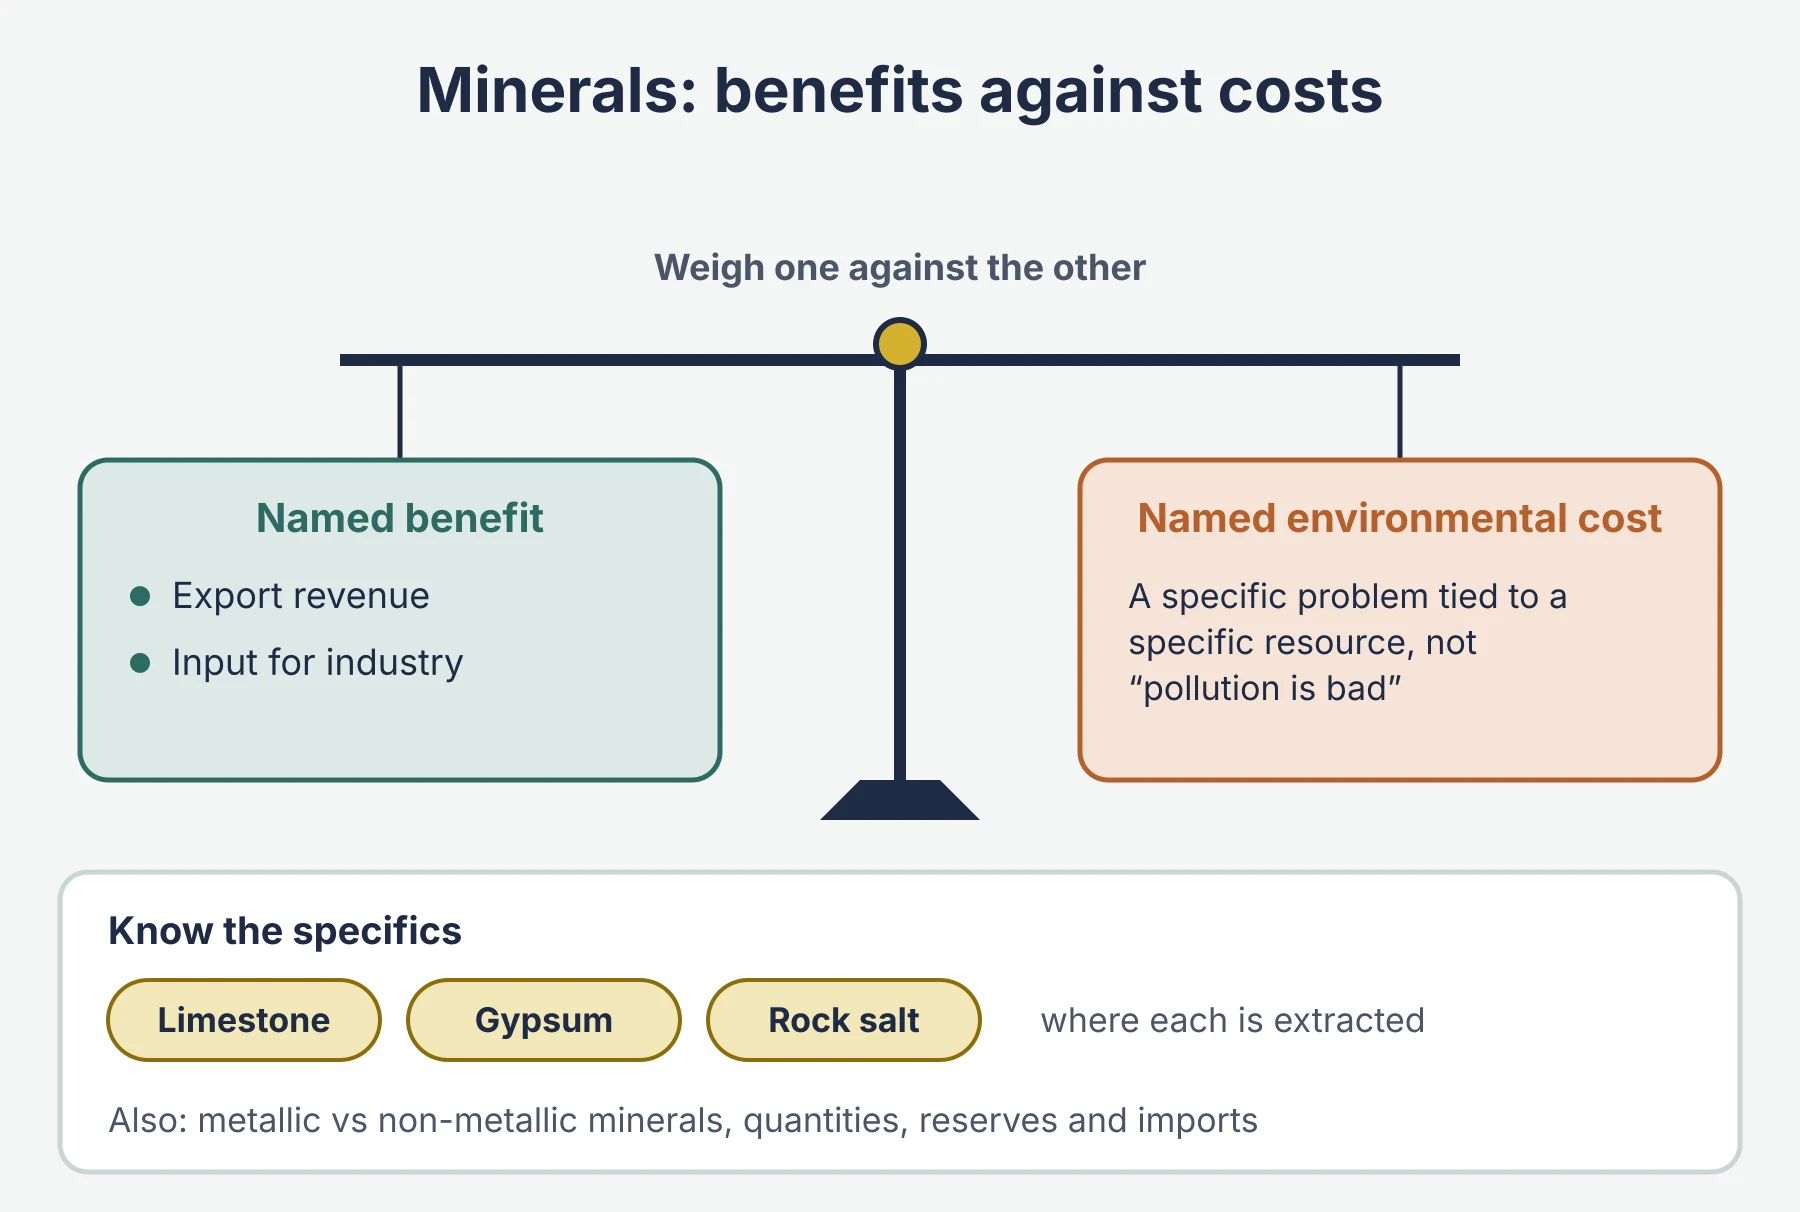 Minerals: benefits against costs
Weigh one against the other
Named benefit
Export revenue
Input for industry
Named environmental cost
A specific problem tied to a
specific resource, not
“pollution is bad”
Know the specifics
Limestone
Gypsum
Rock salt
where each is extracted
Also: metallic vs non-metallic minerals, quantities, reserves and imports